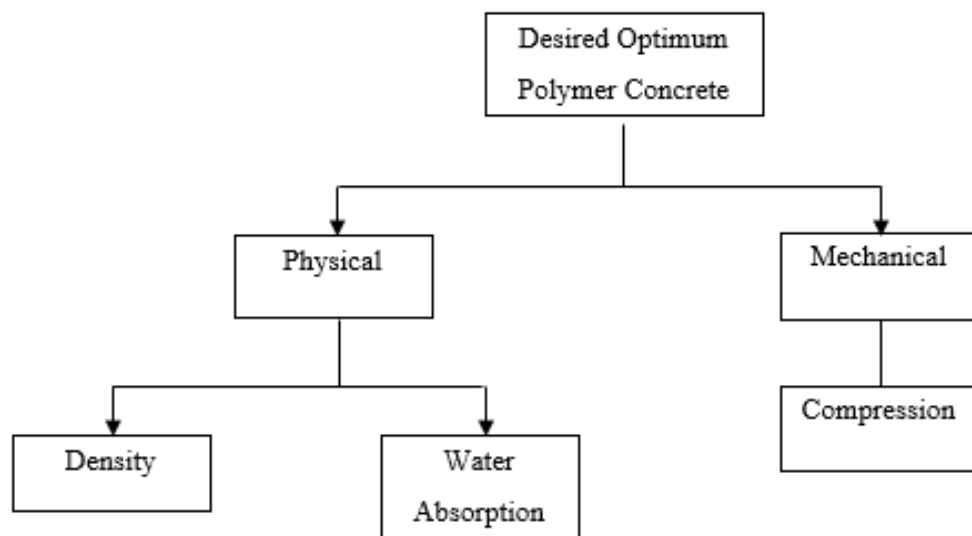 Desired Optimum
Polymer Concrete
Physical
Mechanical
Compression
Density
Water
Absorption